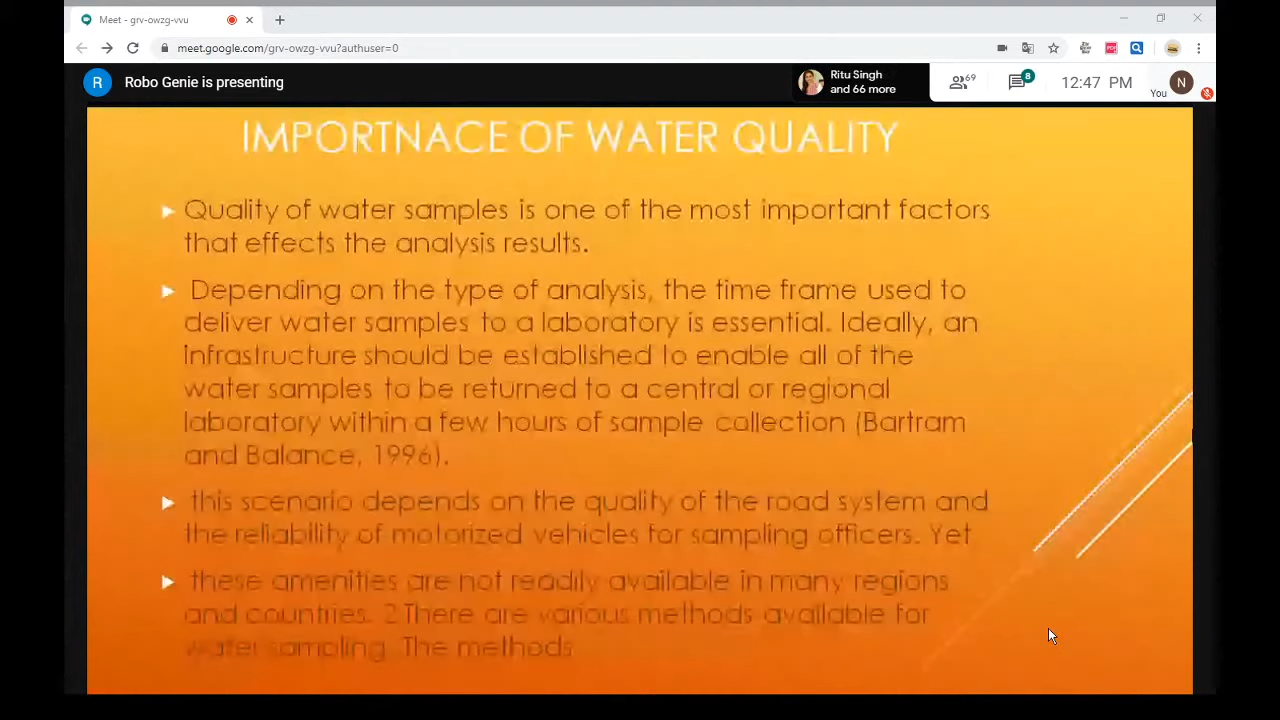 Meet - grv-owzg-vvu
meet.google.com/grv-owzg-vvu?authuser=0
R Robo Genie is presenting
Ritu Singh
and 66 more
69
8
12:47 PM
You
N
IMPORTNACE OF WATER QUALITY
Quality of water samples is one of the most important factors
that effects the analysis results.
Depending on the type of analysis, the time frame used to
deliver water samples to a laboratory is essential. Ideally, an
infrastructure should be established to enable all of the
water samples to be returned to a central or regional
laboratory within a few hours of sample collection (Bartram
and Balance, 1996).
this scenario depends on the quality of the road system and
the reliability of motorized vehicles for sampling officers. Yet
these amenities are not readily available in many regions
and countries. 2 There are various methods available for
water sampling. The methods